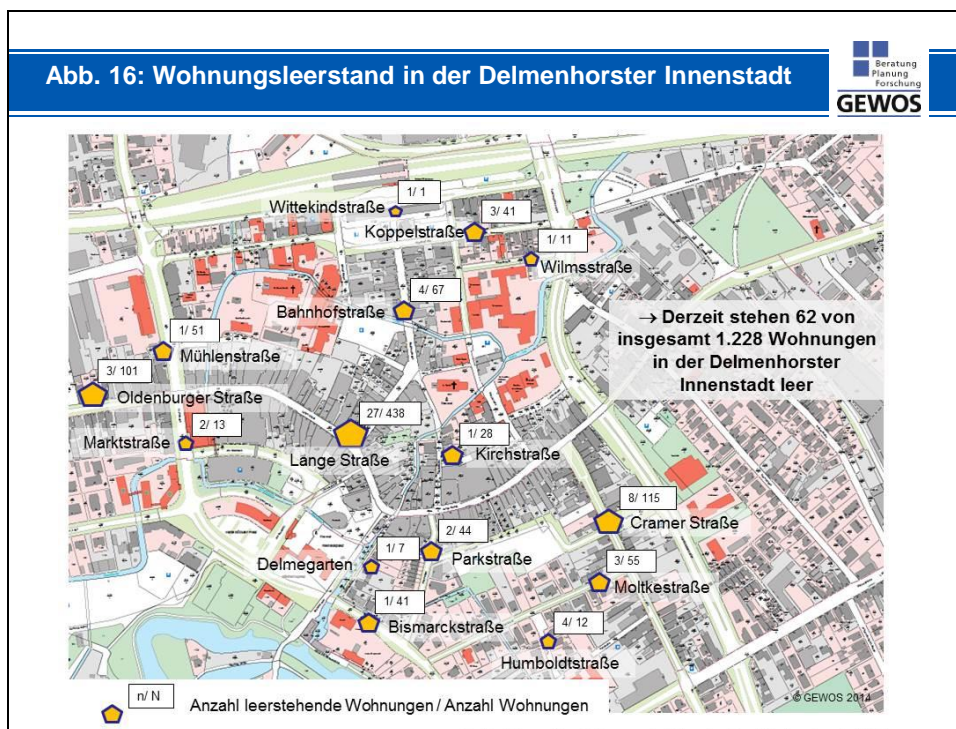 Abb. 16: Wohnungsleerstand in der Delmenhorster Innenstadt
Beratung
Planung
Forschung
GEWOS
1/ 1
Wittekindstraße
3/ 41
Koppelstraße
1/ 11
Wilmsstraße
4/ 67
Bahnhofstraße
→ Derzeit stehen 62 von
insgesamt 1.228 Wohnungen
in der Delmenhorster
Innenstadt leer
1/ 51
Mühlenstraße
3/ 101
Oldenburger Straße
27/ 438
Lange Straße
2/ 13
Marktstraße
1/ 28
Kirchstraße
8/ 115
Cramer Straße
2/ 44
Parkstraße
1/ 7
Delmegarten
3/ 55
Moltkestraße
1/ 41
Bismarckstraße
4/ 12
Humboldtstraße
n/ N
Anzahl leerstehende Wohnungen / Anzahl Wohnungen
© GEWOS 2014